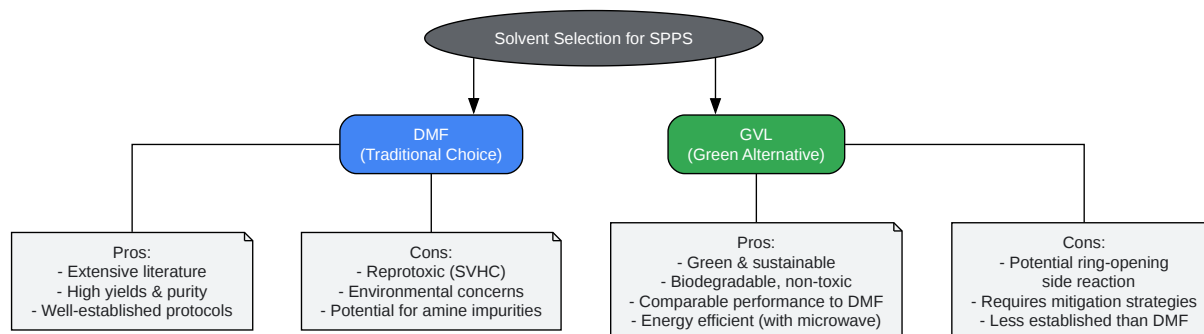 Solvent Selection for SPPS
DMF
(Traditional Choice)
GVL
(Green Alternative)
Pros:
- Extensive literature
- High yields & purity
- Well-established protocols
Cons:
- Reprotoxic (SVHC)
- Environmental concerns
- Potential for amine impurities
Pros:
- Green & sustainable
- Biodegradable, non-toxic
- Comparable performance to DMF
- Energy efficient (with microwave)
Cons:
- Potential ring-opening
side reaction
- Requires mitigation strategies
- Less established than DMF